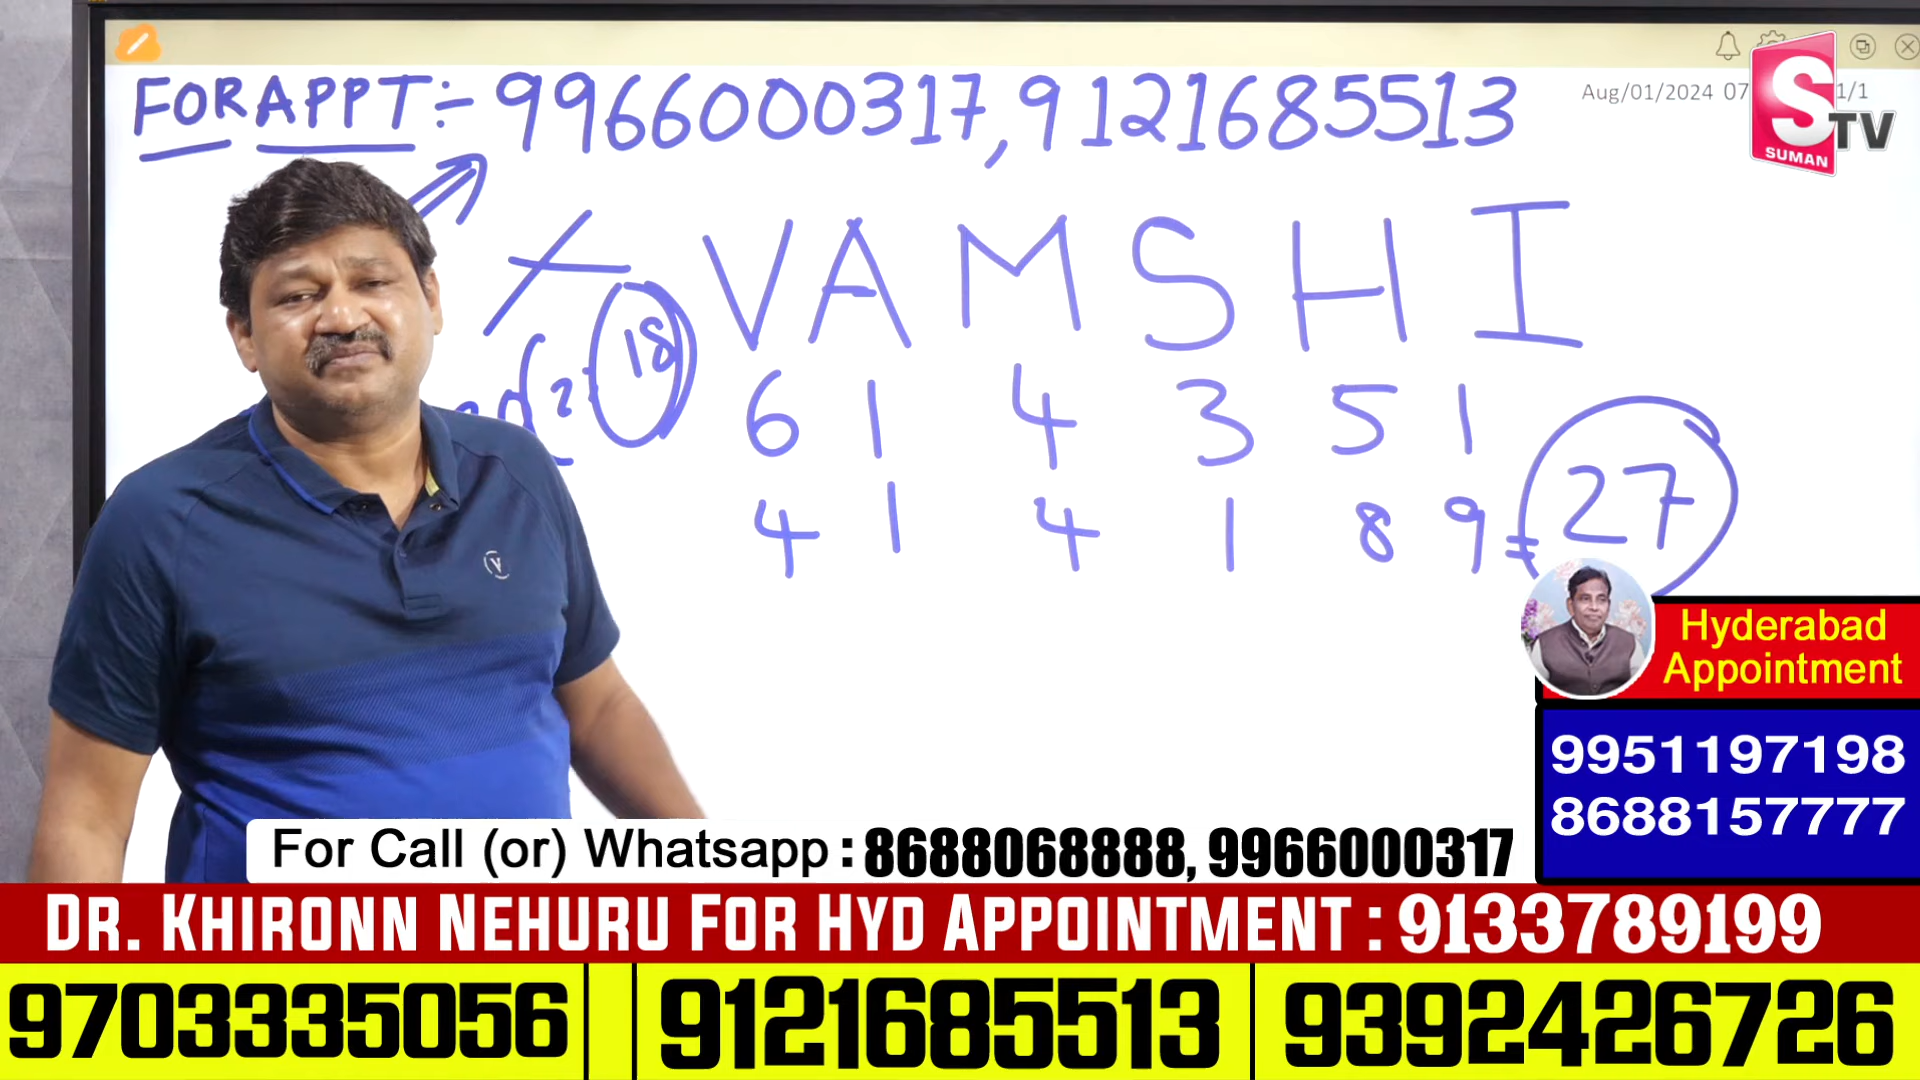 FOR APPT :- 9966000317, 9121685513
Aug/01/2024 07
1/1
S TV
SUMAN
V A M S H I
18
2
6 1 4 3 5 1
4 1 4 1 8 9 = 27
Hyderabad
Appointment
9951197198
8688157777
For Call (or) Whatsapp : 8688068888, 9966000317
DR. KHIRONN NEHURU FOR HYD APPOINTMENT : 9133789199
9703335056
9121685513
9392426726